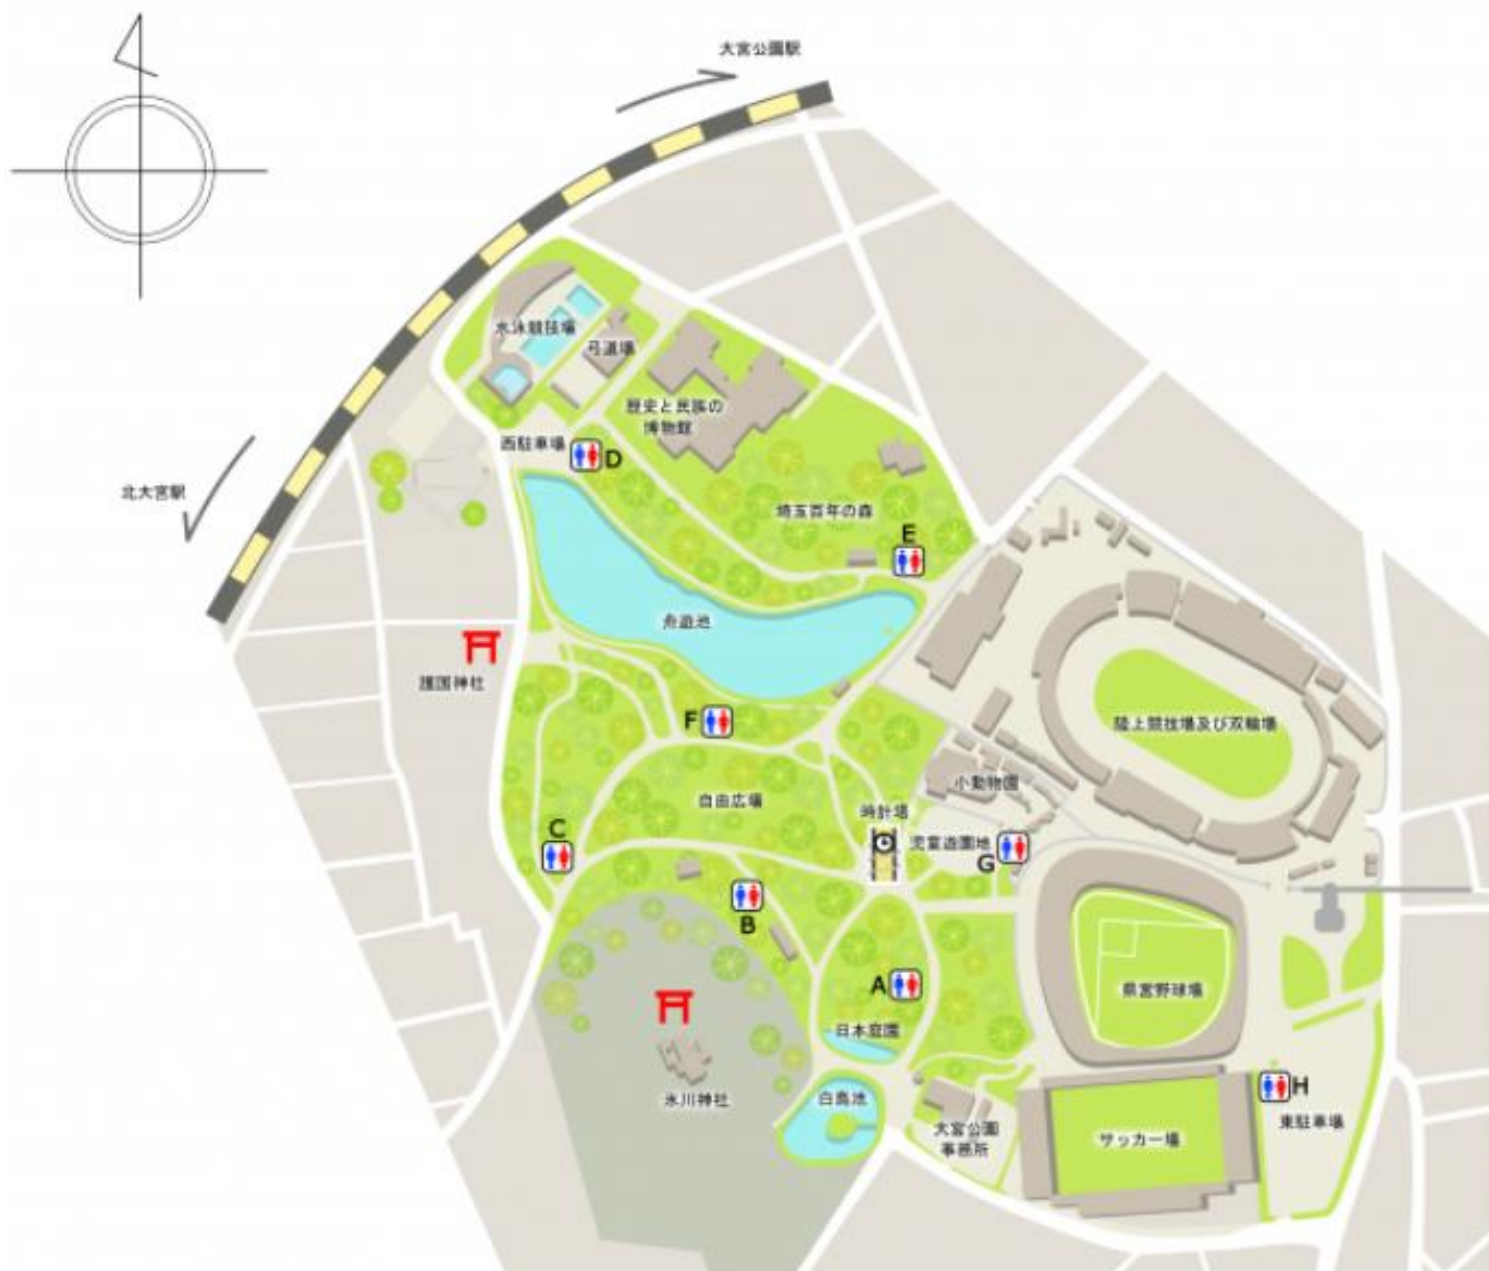 大宮公園駅
水泳競技場
弓道場
歴史と民族の
博物館
西駐車場
D
北大宮駅
埼玉百年の森
E
舟遊池
護国神社
F
陸上競技場及び双輪場
小動物園
自由広場
時計塔
C
児童遊園地
G
B
A
県営野球場
日本庭園
氷川神社
白鳥池
H
大宮公園
事務所
サッカー場
東駐車場